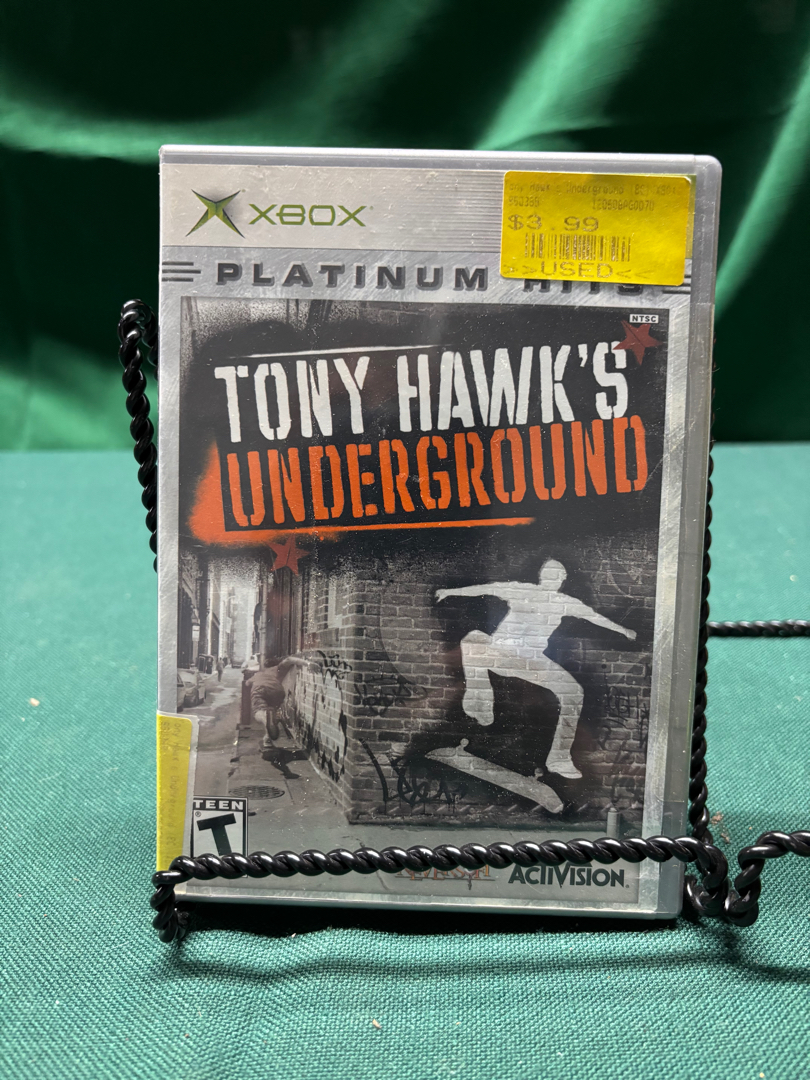 XBOX
$3.99
>>USED<<
PLATINUM HITS
NTSC
TONY HAWK'S
UNDERGROUND
TEEN
T
ACTIVISION